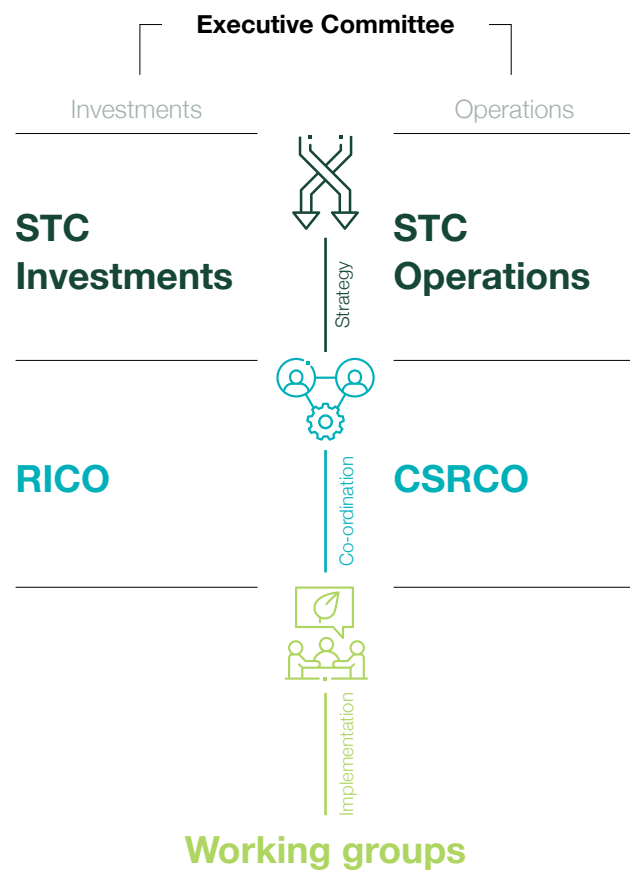 Executive Committee
Investments
Operations
STC
Investments
STC
Operations
Strategy
RICO
CSRCO
Co-ordination
Implementation
Working groups